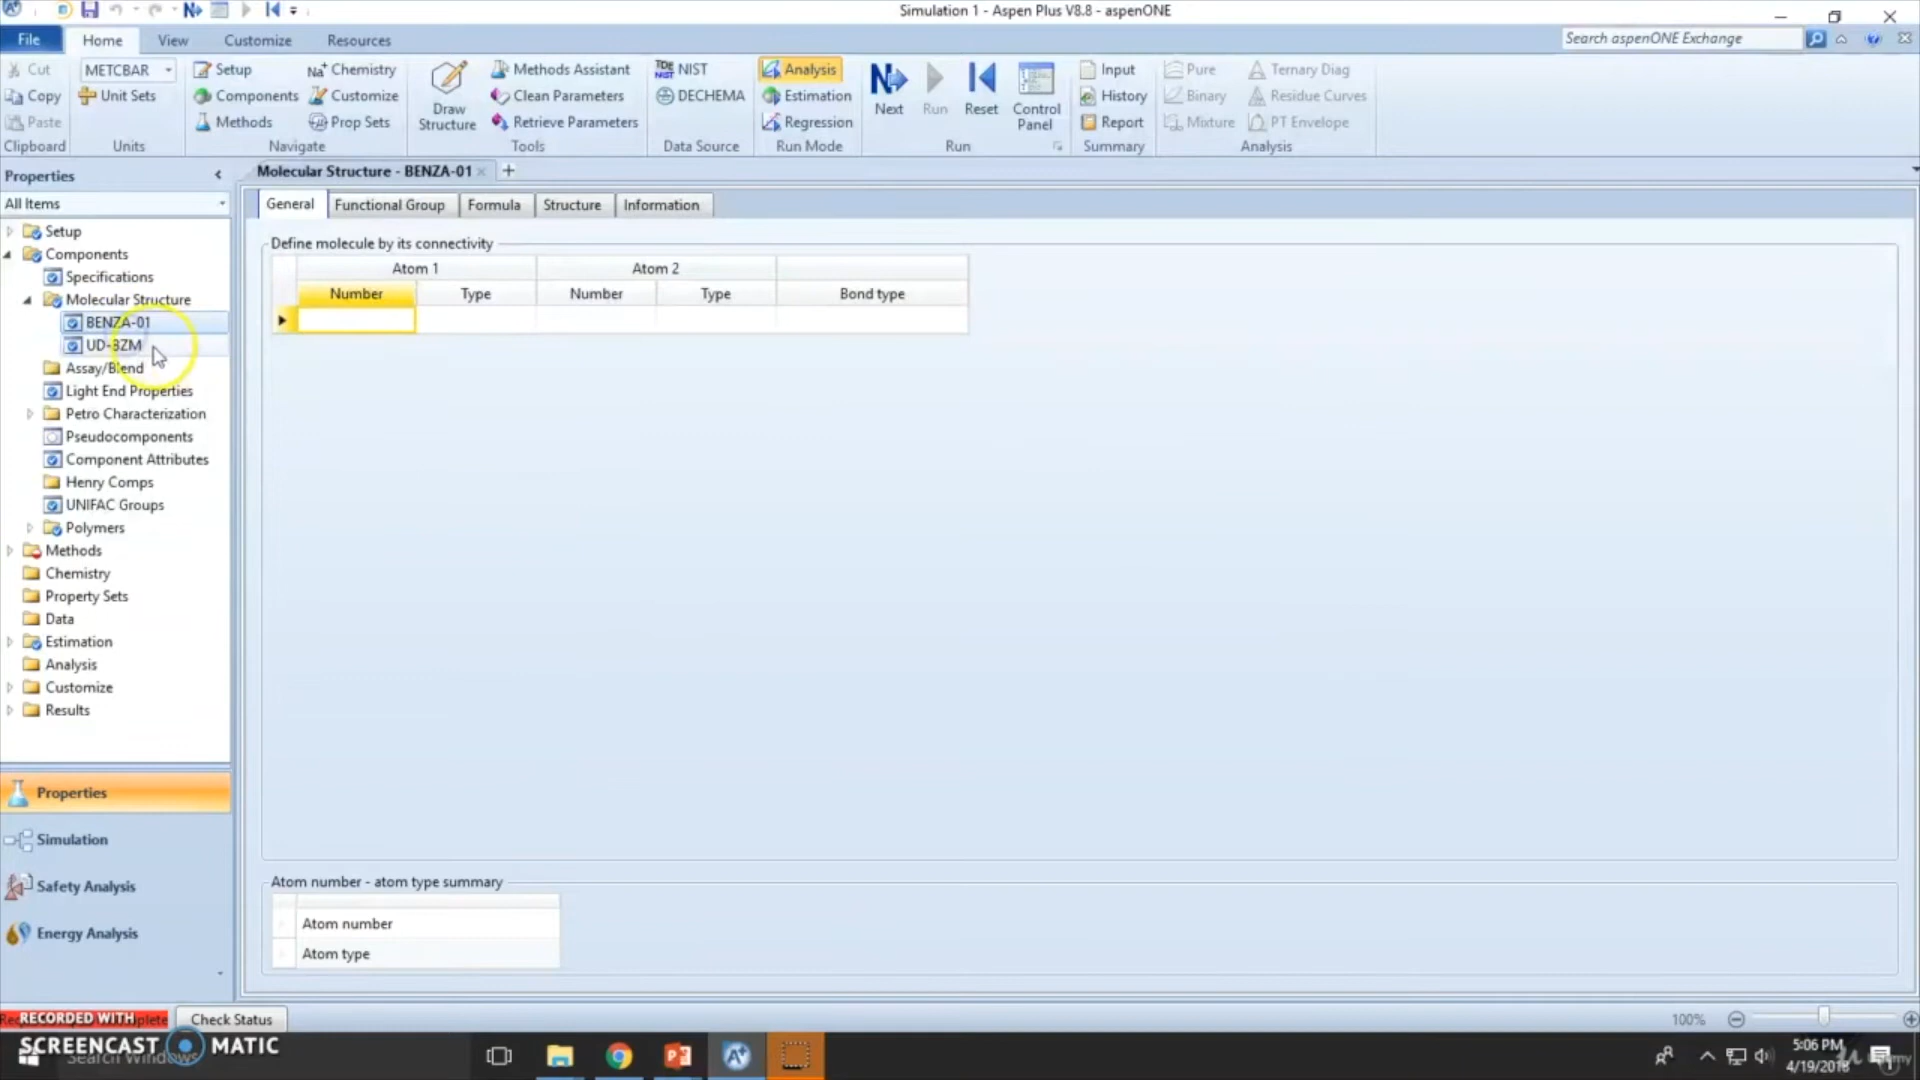 Simulation 1 - Aspen Plus V8.8 - aspenONE
File Home View Customize Resources
Search aspenONE Exchange
Cut METCBAR Setup Na+ Chemistry Methods Assistant NIST Analysis Input Pure Ternary Diag
Copy Unit Sets Components Customize Draw Structure Clean Parameters DECHEMA Estimation Next Run Reset Control Panel History Binary Residue Curves
Paste Methods Prop Sets Retrieve Parameters Regression Report Mixture PT Envelope
Clipboard Units Navigate Tools Data Source Run Mode Run Summary Analysis
Properties
Molecular Structure - BENZA-01
All Items
General Functional Group Formula Structure Information
Setup
Components
Specifications
Molecular Structure
BENZA-01
UD-BZM
Assay/Blend
Light End Properties
Petro Characterization
Pseudocomponents
Component Attributes
Henry Comps
UNIFAC Groups
Polymers
Methods
Chemistry
Property Sets
Data
Estimation
Analysis
Customize
Results
Define molecule by its connectivity
Atom 1 Atom 2
Number Type Number Type Bond type
Atom number - atom type summary
Atom number
Atom type
Properties
Simulation
Safety Analysis
Energy Analysis
RECORDED WITH
Check Status
100%
SCREENCAST MATIC
Search Windows
5:06 PM